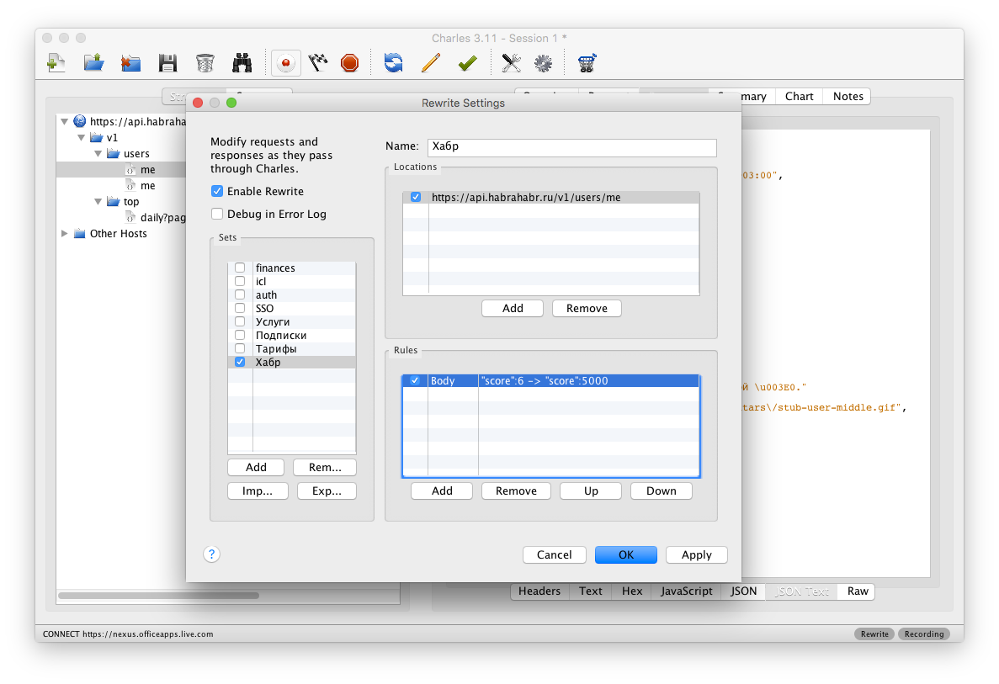 Charles 3.11 - Session 1 *
mmary
Chart
Notes
https://api.habraha
v1
users
me
me
top
daily?pag
Other Hosts
03:00",
й \u003E0."
tars\/stub-user-middle.gif",
Rewrite Settings
Modify requests and
responses as they pass
through Charles.
Enable Rewrite
Debug in Error Log
Sets
finances
icl
auth
SSO
Услуги
Подписки
Тарифы
Хабр
Add
Rem...
Imp...
Exp...
Name:
Хабр
Locations
https://api.habrahabr.ru/v1/users/me
Add
Remove
Rules
Body
"score":6 -> "score":5000
Add
Remove
Up
Down
?
Cancel
OK
Apply
Headers
Text
Hex
JavaScript
JSON
JSON Text
Raw
CONNECT https://nexus.officeapps.live.com
Rewrite
Recording